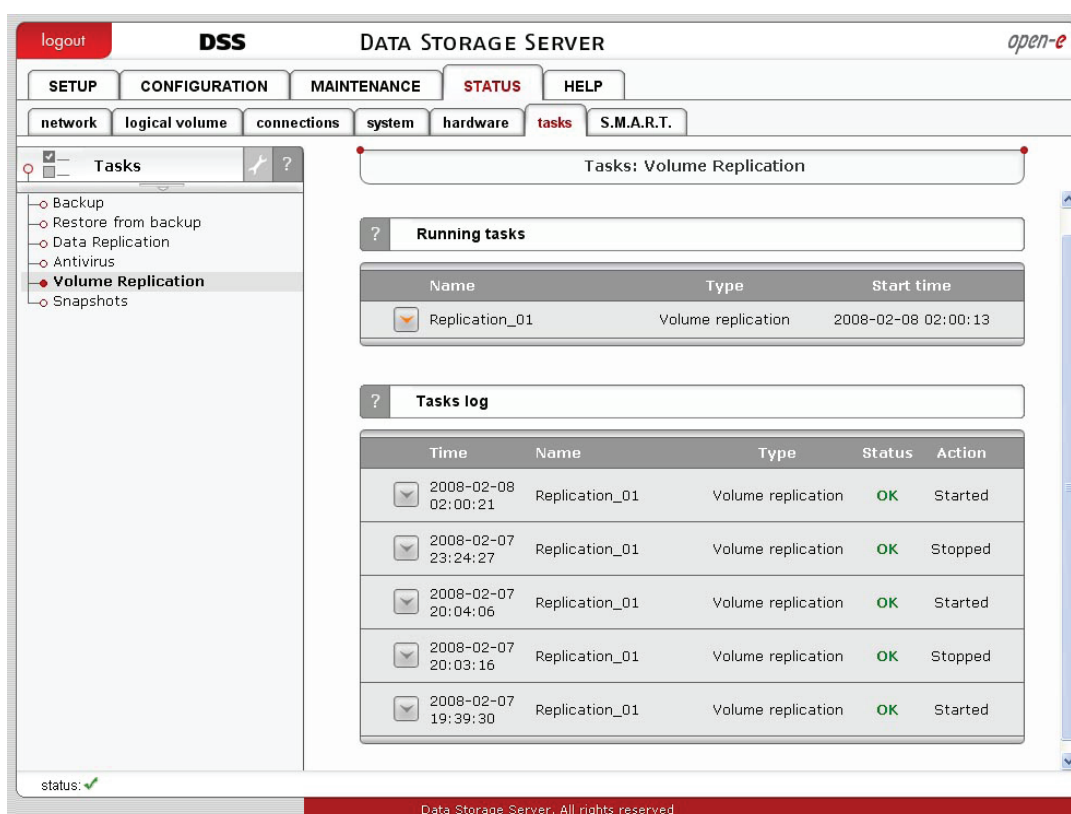 logout DSS DATA STORAGE SERVER open-e
SETUP CONFIGURATION MAINTENANCE STATUS HELP
network logical volume connections system hardware tasks S.M.A.R.T.
Tasks ?
Backup
Restore from backup
Data Replication
Antivirus
Volume Replication
Snapshots
Tasks: Volume Replication
? Running tasks
Name Type Start time
Replication_01 Volume replication 2008-02-08 02:00:13
? Tasks log
Time Name Type Status Action
2008-02-08
02:00:21 Replication_01 Volume replication OK Started
2008-02-07
23:24:27 Replication_01 Volume replication OK Stopped
2008-02-07
20:04:06 Replication_01 Volume replication OK Started
2008-02-07
20:03:16 Replication_01 Volume replication OK Stopped
2008-02-07
19:39:30 Replication_01 Volume replication OK Started
status:
Data Storage Server. All rights reserved